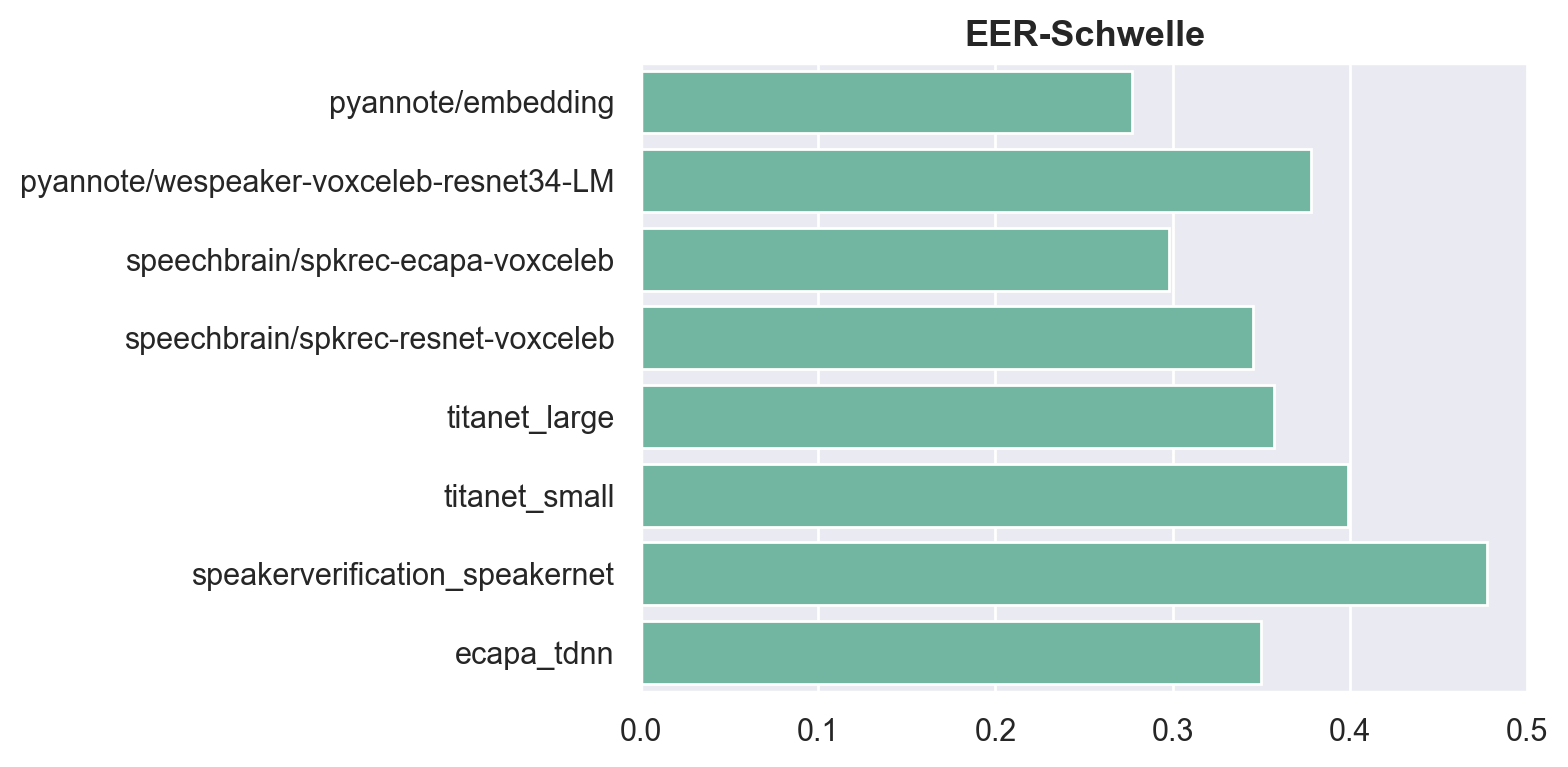 EER-Schwelle
pyannote/embedding
pyannote/wespeaker-voxceleb-resnet34-LM
speechbrain/spkrec-ecapa-voxceleb
speechbrain/spkrec-resnet-voxceleb
titanet_large
titanet_small
speakerverification_speakernet
ecapa_tdnn
0.0 0.1 0.2 0.3 0.4 0.5